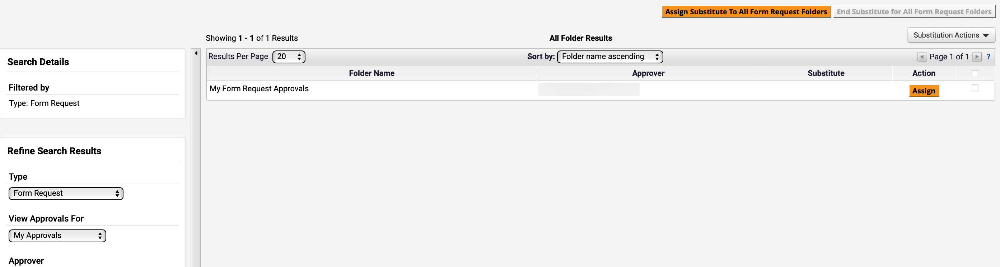 Assign Substitute To All Form Request Folders End Substitute for All Form Request Folders
Showing 1 - 1 of 1 Results All Folder Results Substitution Actions
Results Per Page 20 Sort by: Folder name ascending Page 1 of 1 ?
Folder Name Approver Substitute Action
My Form Request Approvals Assign
Search Details
Filtered by
Type: Form Request
Refine Search Results
Type
Form Request
View Approvals For
My Approvals
Approver